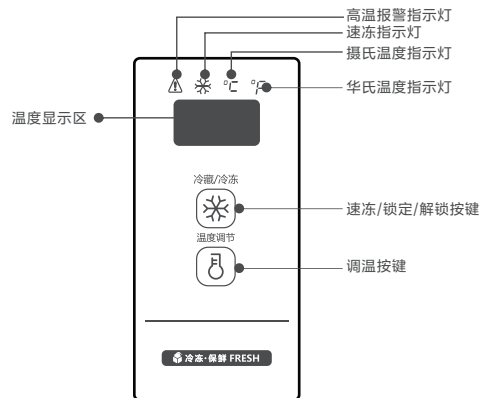 高温报警指示灯
速冻指示灯
摄氏温度指示灯
°C °F
华氏温度指示灯
温度显示区
冷藏/冷冻
速冻/锁定/解锁按键
温度调节
调温按键
冷冻·保鲜 FRESH